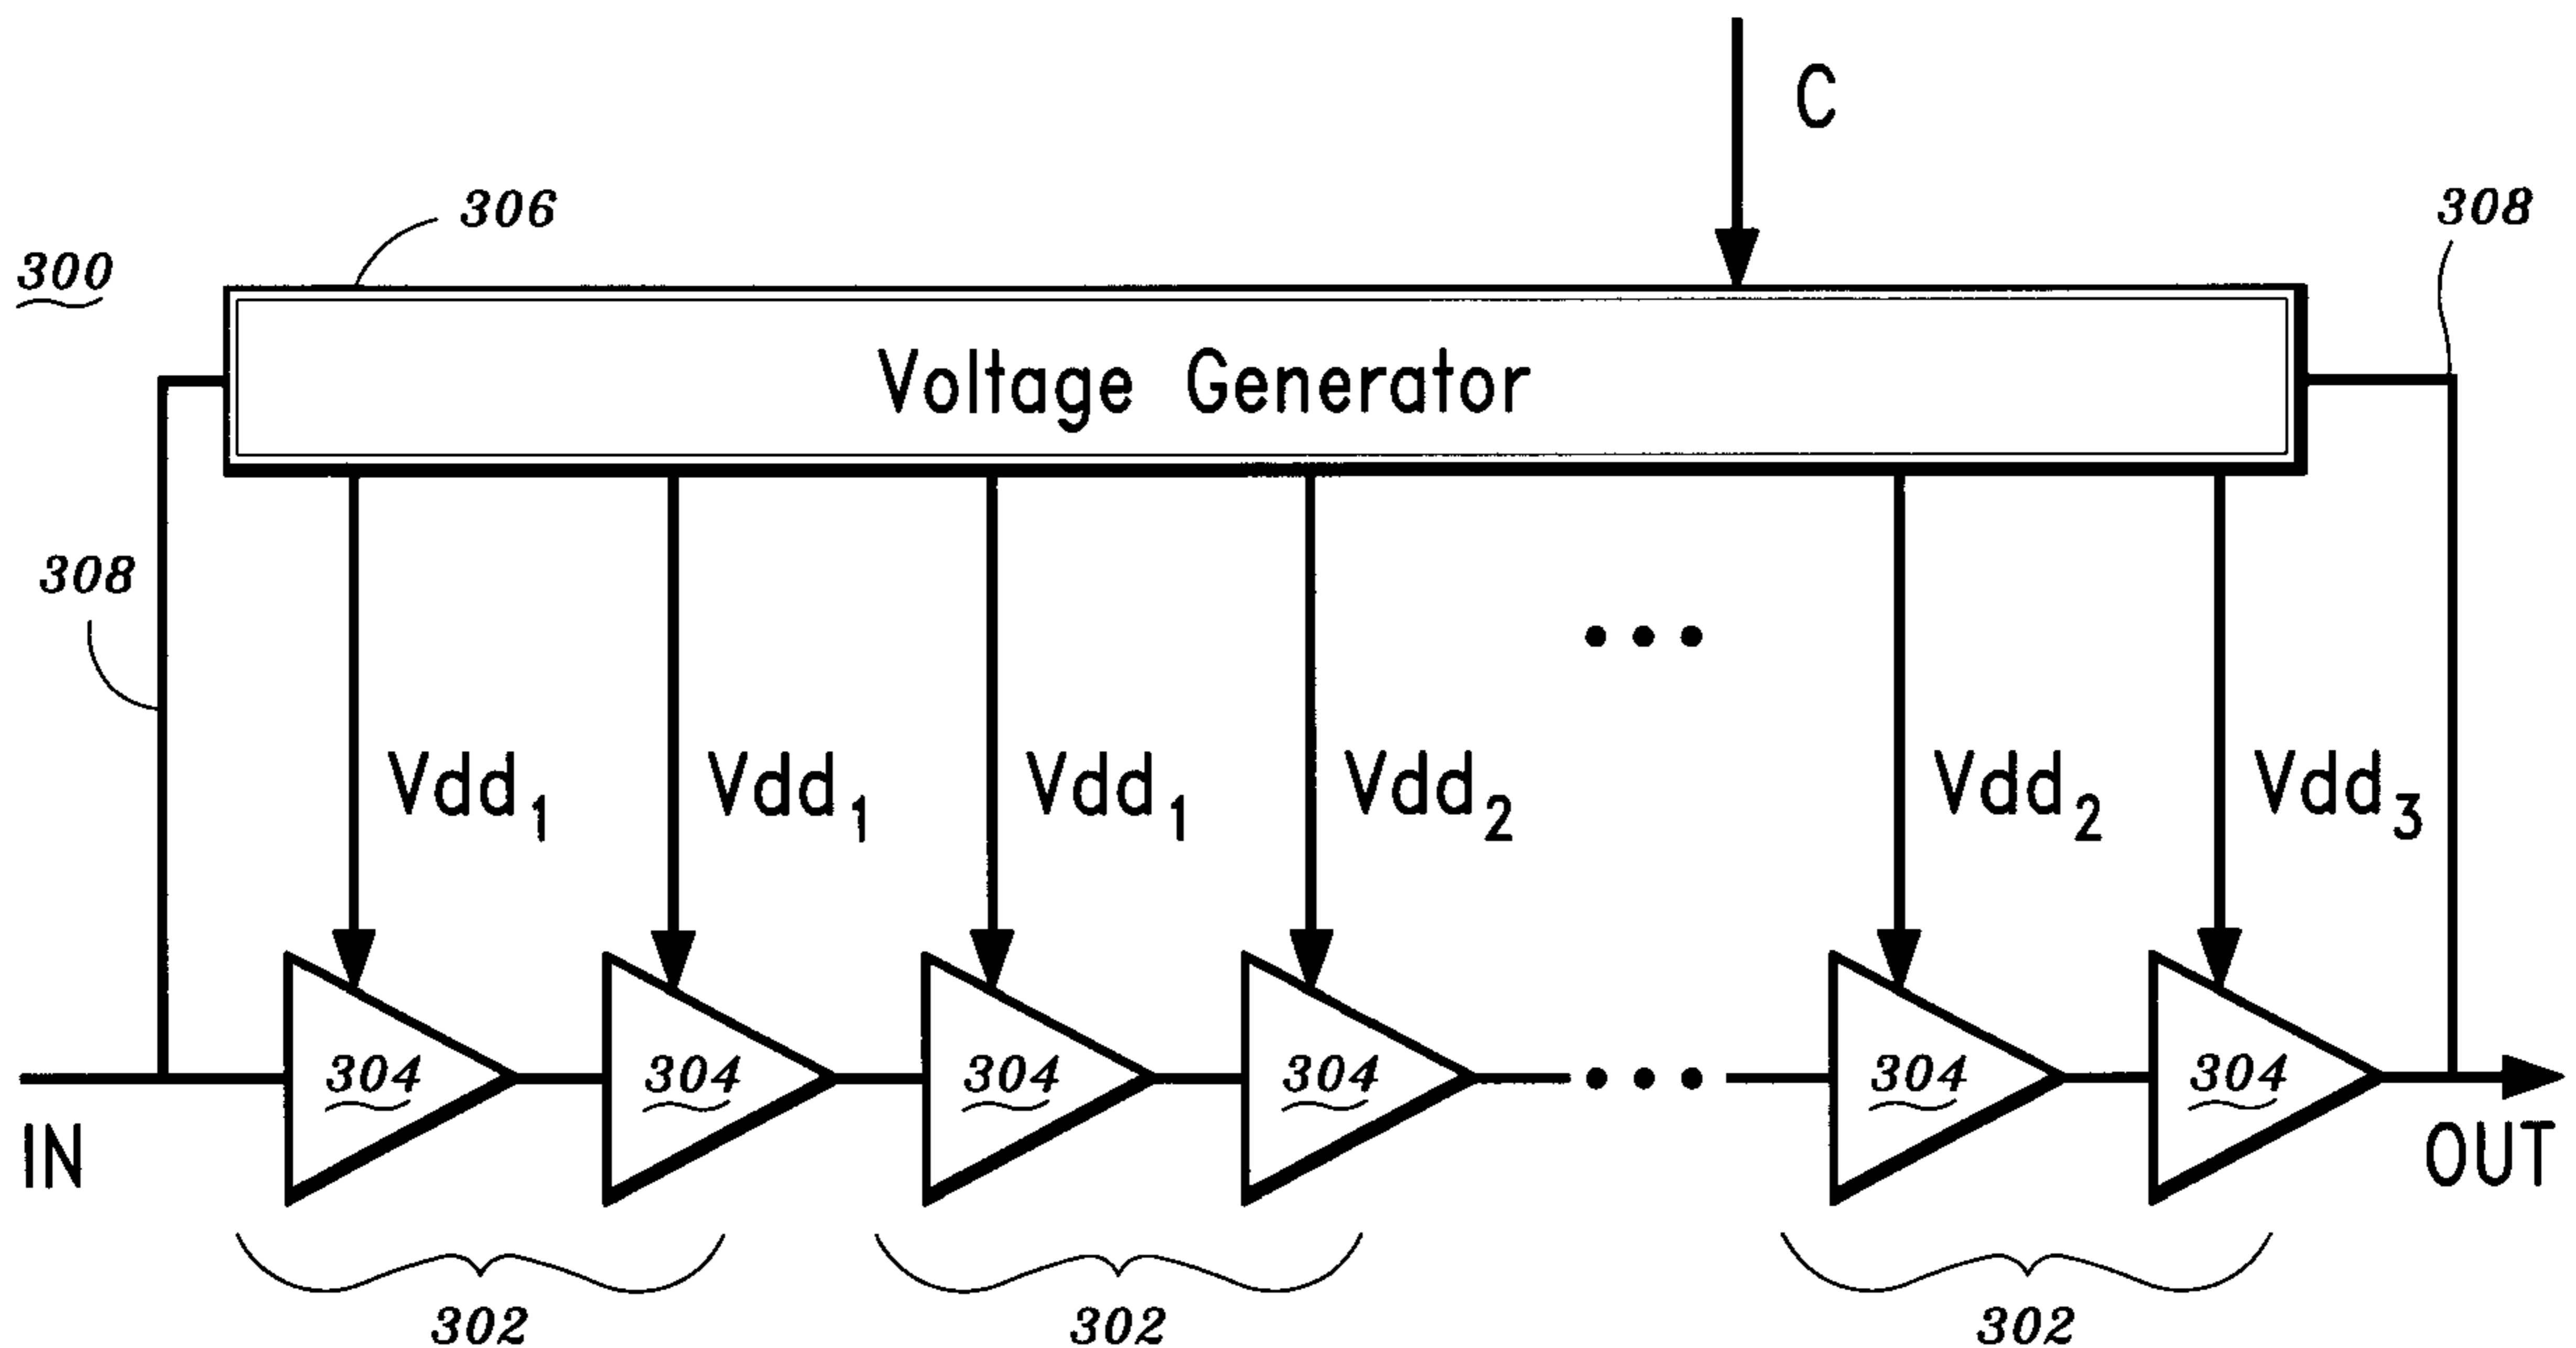 C
306
308
300
Voltage Generator
308
Vdd₁ Vdd₁ Vdd₁ Vdd₂ ••• Vdd₂ Vdd₃
304 304 304 304 ••• 304 304
IN OUT
302 302 302